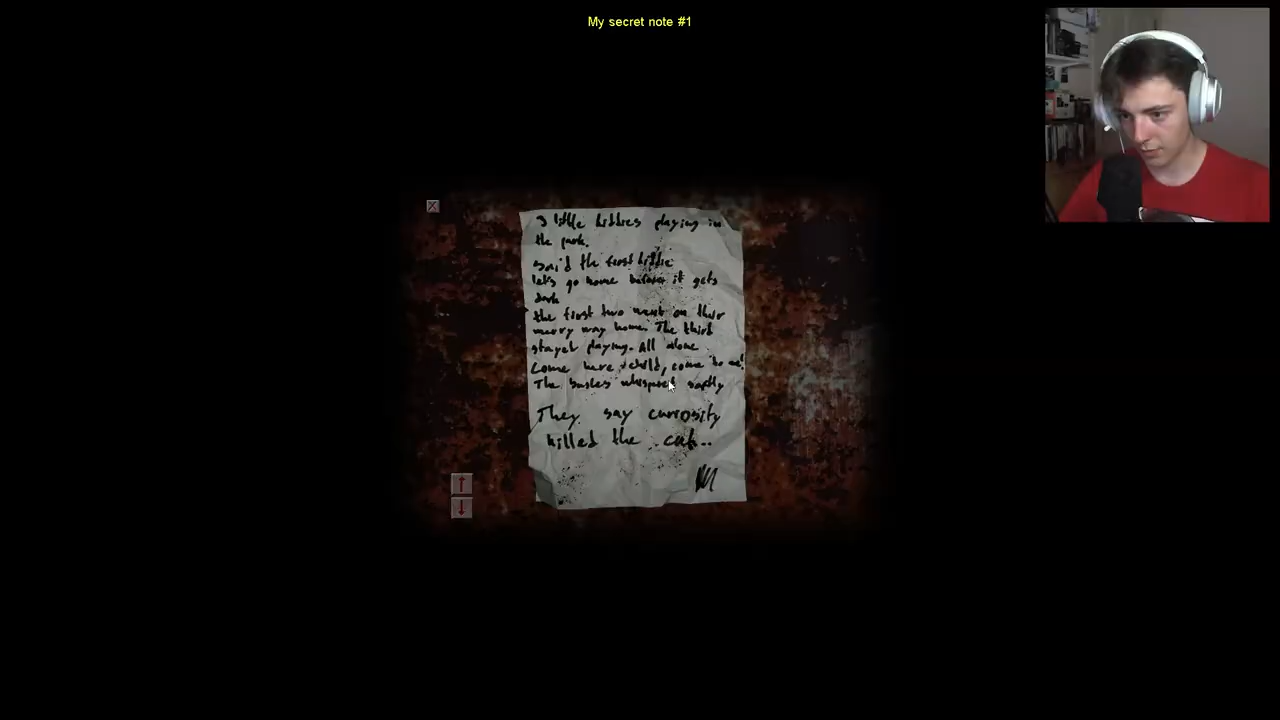 My secret note #1
3 little kiddies playing in
the park.
said the first kiddie
let's go home before it gets
dark
the first two went on their
merry way home. The third
stayed playing. All alone
Come here child, come to me!
The bushes whispered softly
They say curiosity
killed the cat..